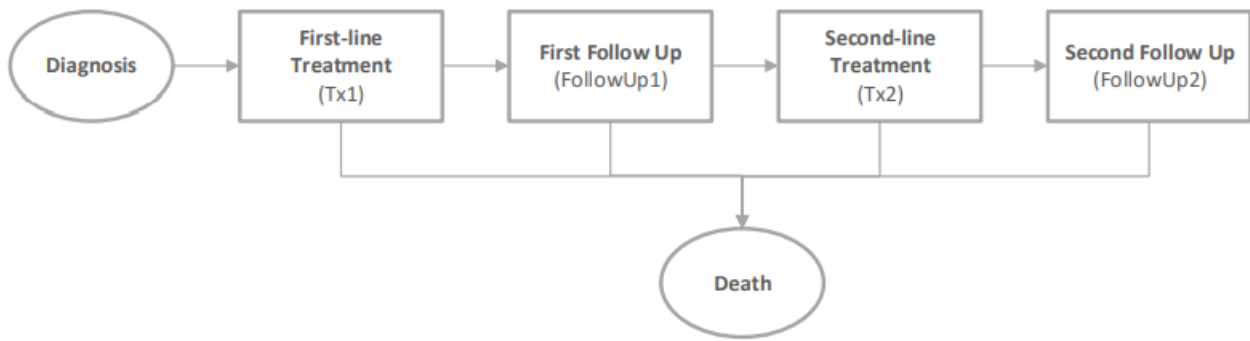 Diagnosis
First-line
Treatment
(Tx1)
First Follow Up
(FollowUp1)
Second-line
Treatment
(Tx2)
Second Follow Up
(FollowUp2)
Death